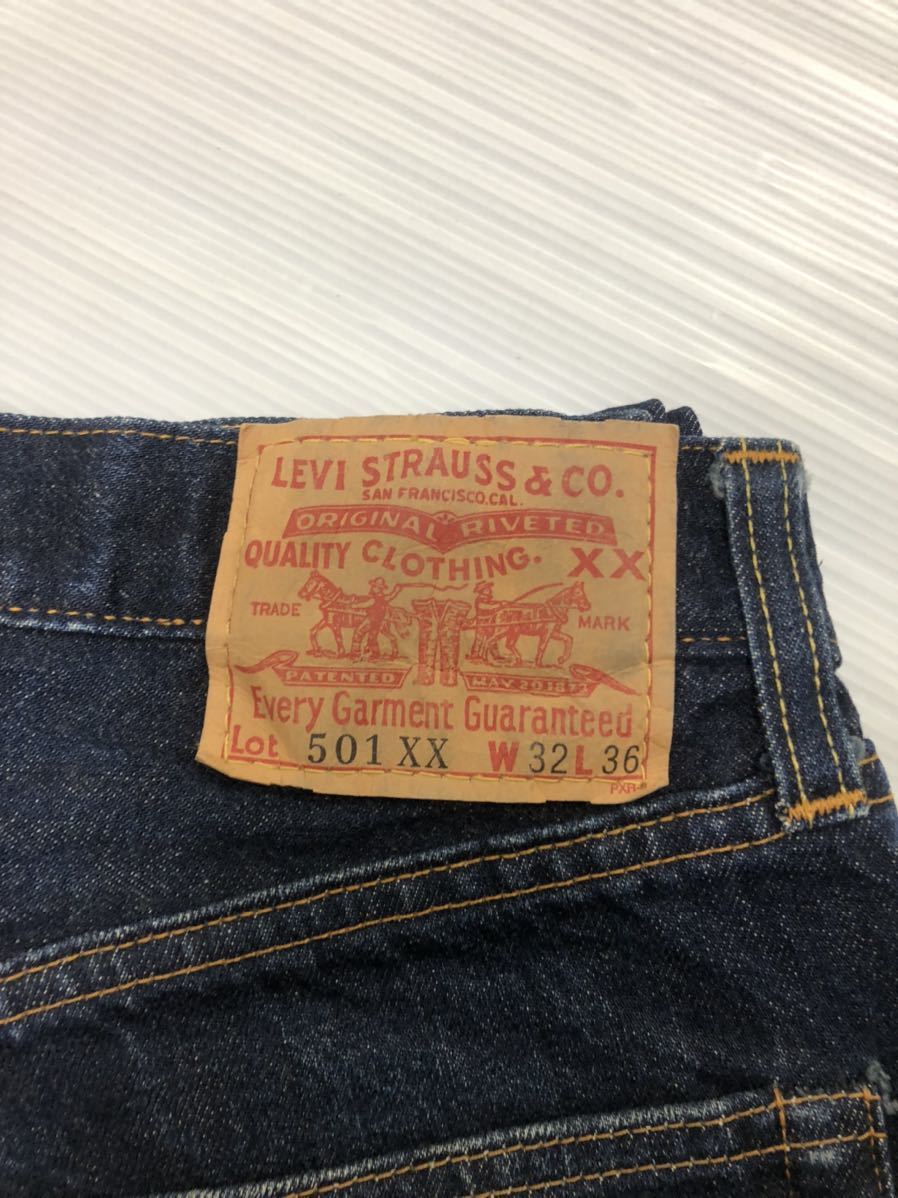 LEVI STRAUSS & CO.
SAN FRANCISCO.CAL.
ORIGINAL RIVETED
QUALITY CLOTHING. XX
TRADE MARK
PATENTED MAY 20 1873
Every Garment Guaranteed
Lot 501 XX W 32 L 36